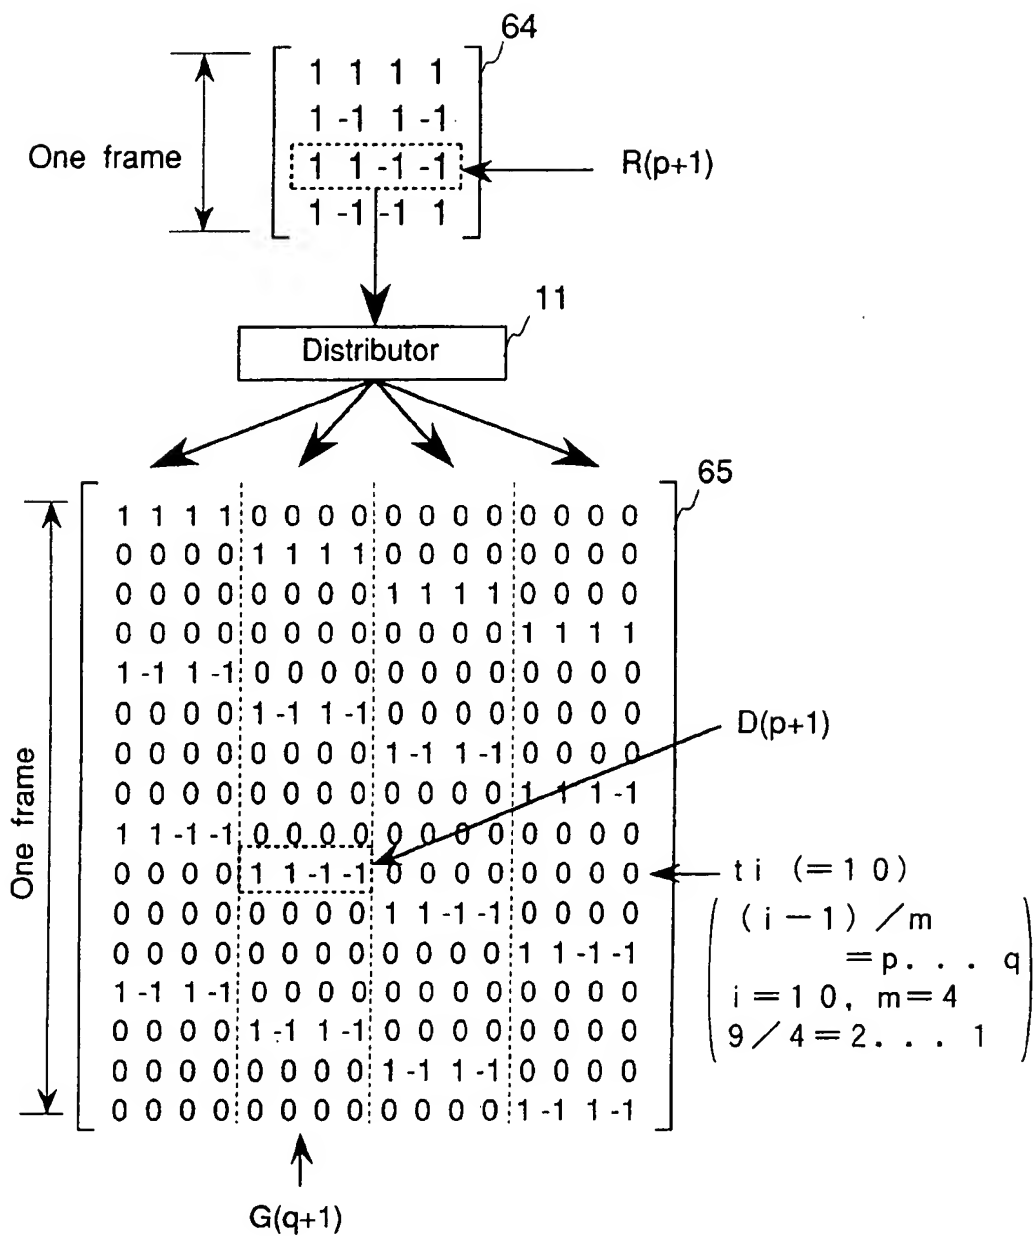 64
1 1 1 1
1 -1 1 -1
One frame
1 1 -1 -1
R(p+1)
1 -1 -1 1
11
Distributor
65
1 1 1 1 0 0 0 0 0 0 0 0 0 0 0 0
0 0 0 0 1 1 1 1 0 0 0 0 0 0 0 0
0 0 0 0 0 0 0 0 1 1 1 1 0 0 0 0
0 0 0 0 0 0 0 0 0 0 0 0 1 1 1 1
1 -1 1 -1 0 0 0 0 0 0 0 0 0 0 0 0
0 0 0 0 1 -1 1 -1 0 0 0 0 0 0 0 0
D(p+1)
0 0 0 0 0 0 0 0 1 -1 1 -1 0 0 0 0
One frame
0 0 0 0 0 0 0 0 0 0 0 0 1 1 1 -1
1 1 -1 -1 0 0 0 0 0 0 0 0 0 0 0 0
0 0 0 0 1 1 -1 -1 0 0 0 0 0 0 0 0
ti (=10)
0 0 0 0 0 0 0 0 1 1 -1 -1 0 0 0 0
(i-1)/m
0 0 0 0 0 0 0 0 0 0 0 0 1 1 -1 -1
=p... q
1 -1 1 -1 0 0 0 0 0 0 0 0 0 0 0 0
i=10, m=4
0 0 0 0 1 -1 1 -1 0 0 0 0 0 0 0 0
9/4=2... 1
0 0 0 0 0 0 0 0 1 -1 1 -1 0 0 0 0
0 0 0 0 0 0 0 0 0 0 0 0 1 -1 1 -1
G(q+1)